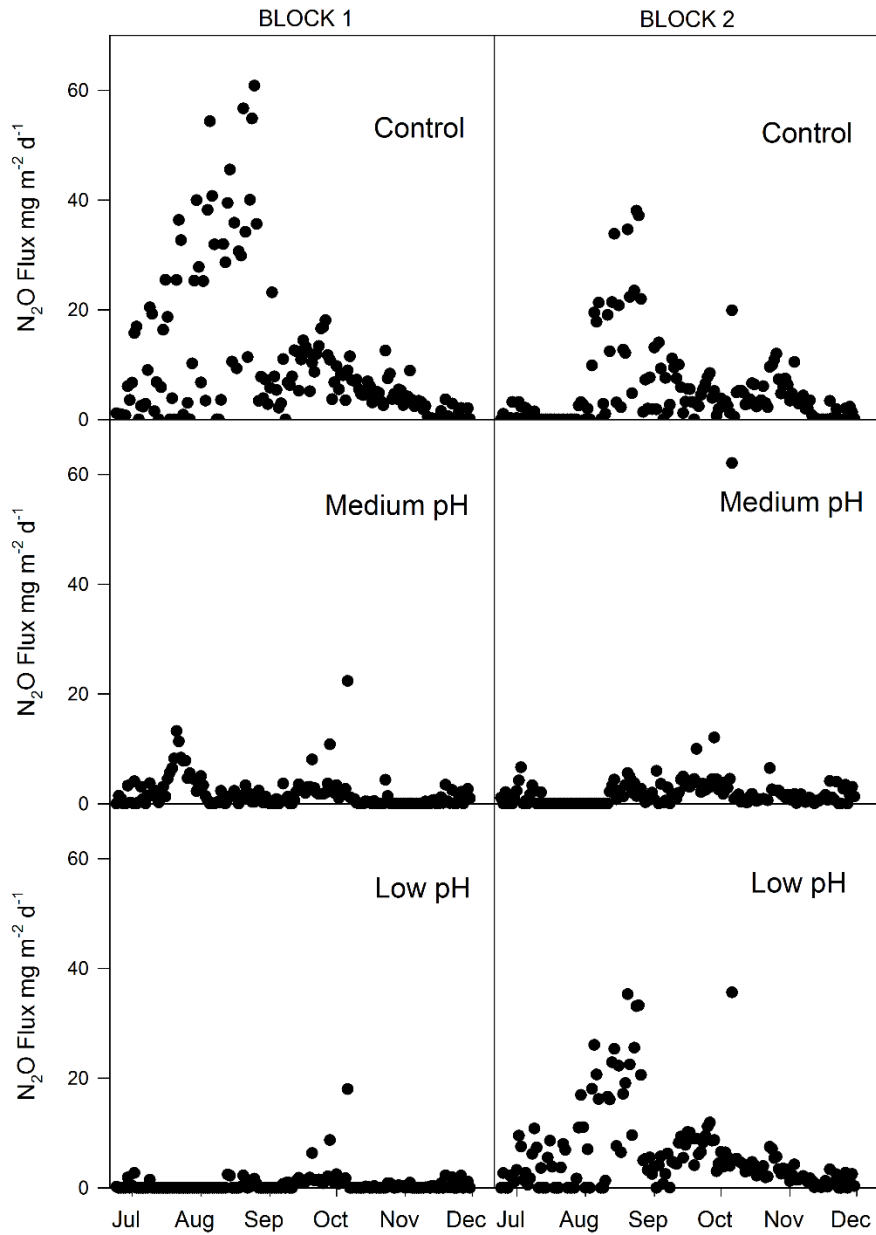 BLOCK 1 BLOCK 2
N₂O Flux mg m⁻² d⁻¹
60
40
20
0
Control
Control
N₂O Flux mg m⁻² d⁻¹
60
40
20
0
Medium pH
Medium pH
N₂O Flux mg m⁻² d⁻¹
60
40
20
0
Low pH
Low pH
Jul Aug Sep Oct Nov Dec Jul Aug Sep Oct Nov Dec